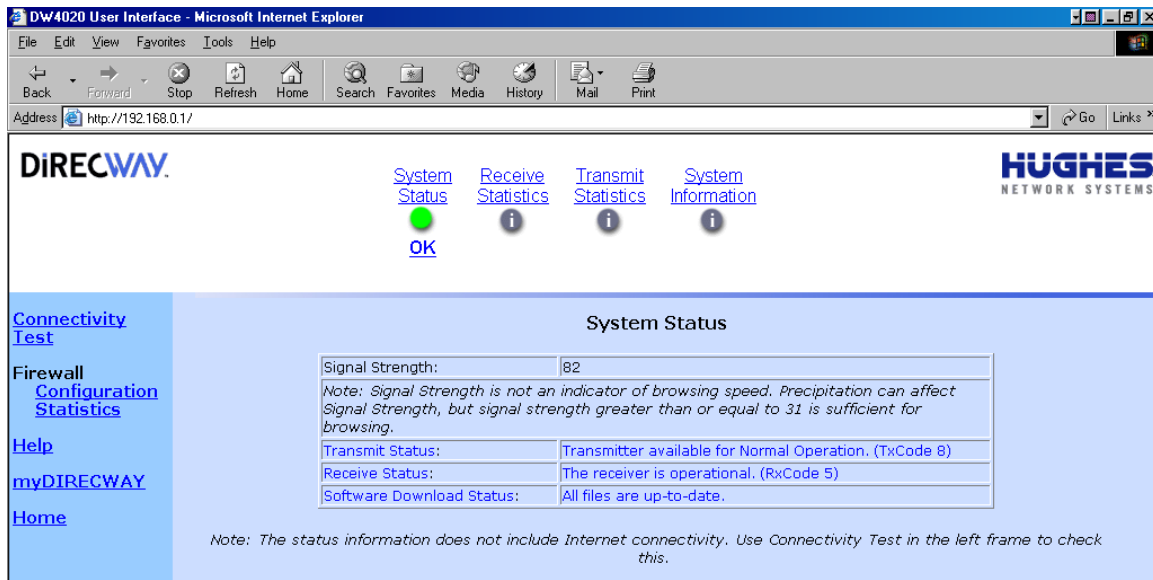 DW4020 User Interface - Microsoft Internet Explorer
File Edit View Favorites Tools Help
Back Forward Stop Refresh Home Search Favorites Media History Mail Print
Address http://192.168.0.1/ Go Links »
DiRECWAY.
System Status
Receive Statistics
Transmit Statistics
System Information
OK
HUGHES
NETWORK SYSTEMS
Connectivity
Test
Firewall
Configuration
Statistics
Help
myDIRECWAY
Home
System Status
Signal Strength: 82
Note: Signal Strength is not an indicator of browsing speed. Precipitation can affect
Signal Strength, but signal strength greater than or equal to 31 is sufficient for
browsing.
Transmit Status: Transmitter available for Normal Operation. (TxCode 8)
Receive Status: The receiver is operational. (RxCode 5)
Software Download Status: All files are up-to-date.
Note: The status information does not include Internet connectivity. Use Connectivity Test in the left frame to check
this.